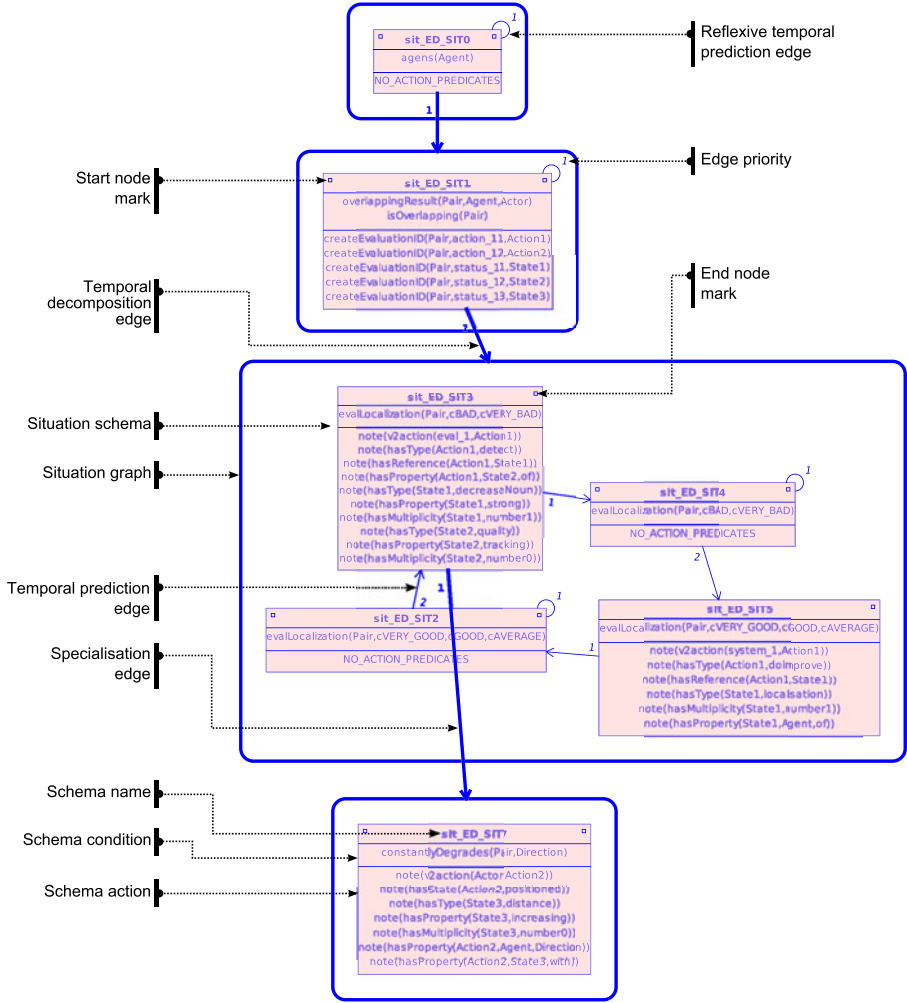 1
sit_ED_SIT0
agens(Agent)
NO_ACTION_PREDICATES
Reflexive temporal
prediction edge
1
1
Edge priority
Start node
mark
sit_ED_SIT1
overlappingResult(Pair,Agent,Actor)
isOverlapping(Pair)
createEvaluationID(Pair,action_11,Action1)
createEvaluationID(Pair,action_12,Action2)
createEvaluationID(Pair,status_11,State1)
createEvaluationID(Pair,status_12,State2)
createEvaluationID(Pair,status_13,State3)
End node
mark
Temporal
decomposition
edge
Situation schema
Situation graph
sit_ED_SIT3
evalLocalization(Pair,cBAD,cVERY_BAD)
note(v2action(eval_1,Action1))
note(hasType(Action1,detect))
note(hasReference(Action1,State1))
note(hasProperty(Action1,State2,of))
note(hasType(State1,decreaseNoun))
note(hasProperty(State1,strong))
note(hasMultiplicity(State1,number1))
note(hasType(State2,quality))
note(hasProperty(State2,tracking))
note(hasMultiplicity(State2,number0))
1
1
sit_ED_SIT4
evalLocalization(Pair,cBAD,cVERY_BAD)
NO_ACTION_PREDICATES
2
Temporal prediction
edge
2
1
1
sit_ED_SIT2
evalLocalization(Pair,cVERY_GOOD,cGOOD,cAVERAGE)
NO_ACTION_PREDICATES
1
sit_ED_SIT5
evalLocalization(Pair,cVERY_GOOD,cGOOD,cAVERAGE)
note(v2action(system_1,Action1))
note(hasType(Action1,doimprove))
note(hasReference(Action1,State1))
note(hasType(State1,localisation))
note(hasMultiplicity(State1,number1))
note(hasProperty(State1,Agent,of))
Specialisation
edge
Schema name
Schema condition
Schema action
sit_ED_SIT7
constantlyDegrades(Pair,Direction)
note(v2action(Actor,Action2))
note(hasState(Action2,positioned))
note(hasType(State3,distance))
note(hasProperty(State3,increasing))
note(hasMultiplicity(State3,number0))
note(hasProperty(Action2,Agent,Direction))
note(hasProperty(Action2,State3,with))